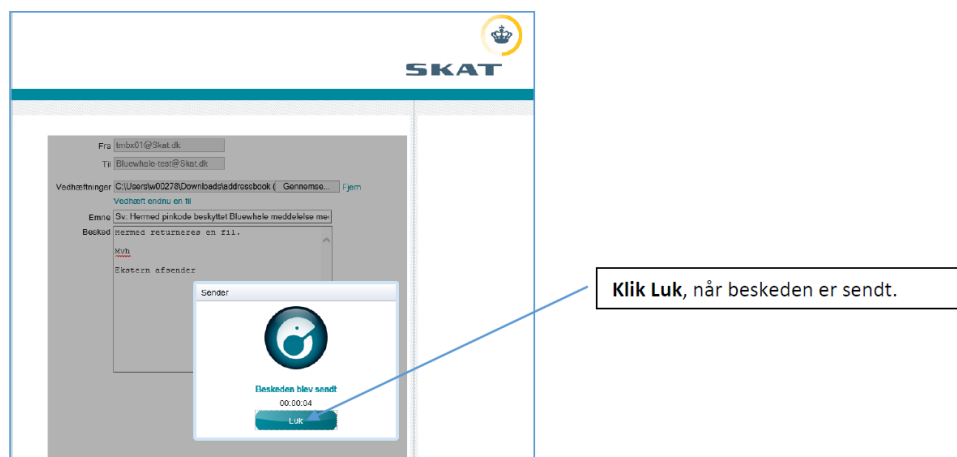 SKAT
Fra tmbx01@Skat.dk
Til Bluewhale-test@Skat.dk
Vedhæftninger C:\Users\w00278\Downloads\addressbook ( Gennemse... Fjern
Vedhæft endnu en fil
Emne Sv: Hermed pinkode beskyttet Bluewhale meddelelse med
Besked Hermed returneres en fil.
Mvh
Ekstern afsender
Sender
Beskeden blev sendt
00:00:04
Luk
Klik Luk, når beskeden er sendt.